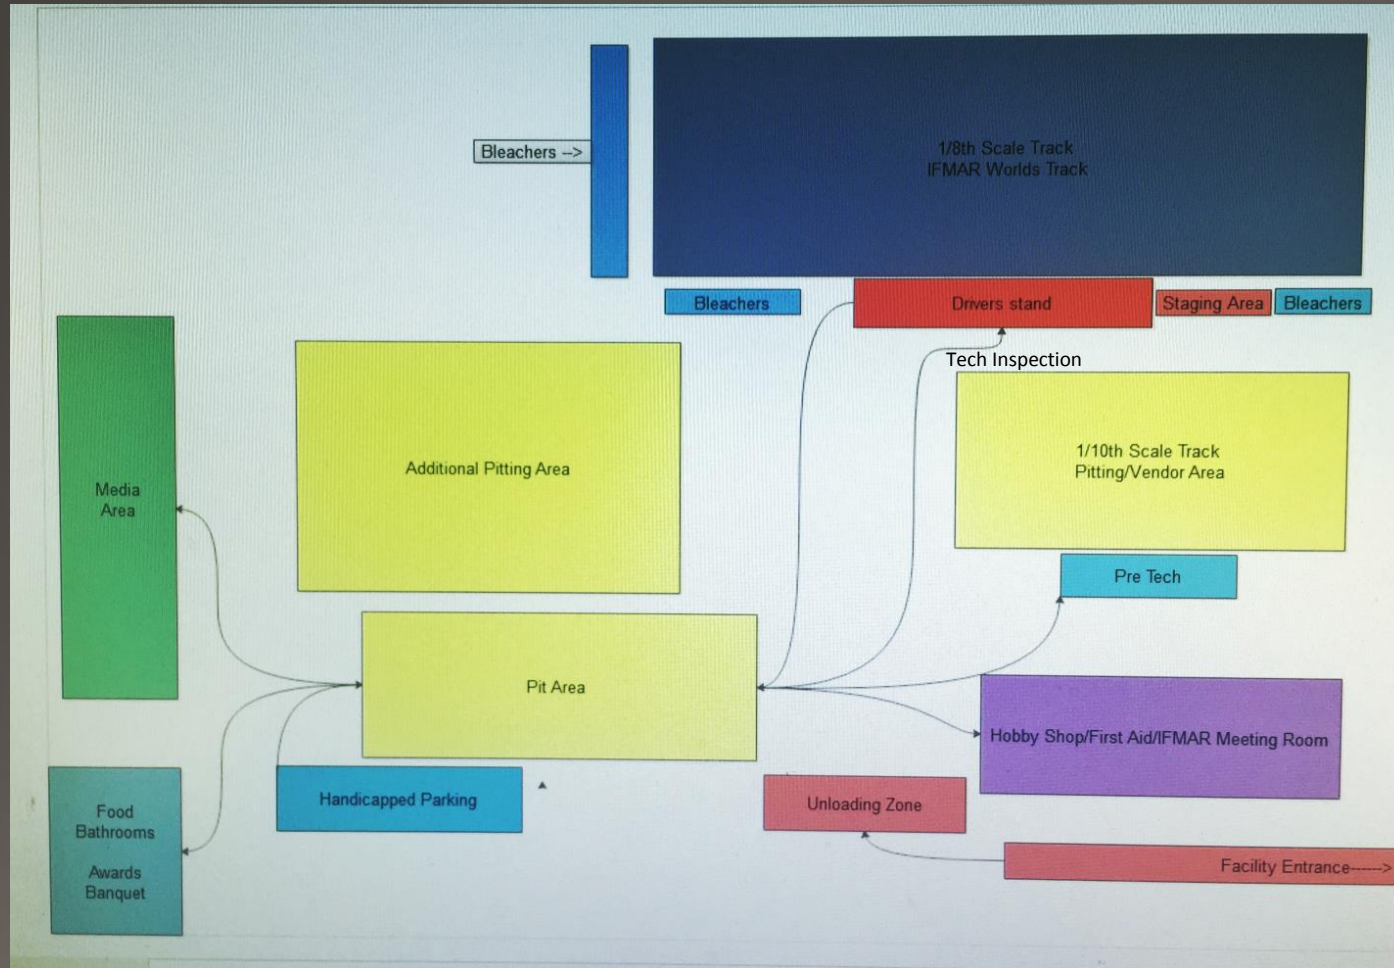 1/8th Scale Track
IFMAR Worlds Track
Bleachers -->
Bleachers
Drivers stand
Staging Area
Bleachers
Tech Inspection
Additional Pitting Area
1/10th Scale Track
Pitting/Vendor Area
Media
Area
Pre Tech
Pit Area
Hobby Shop/First Aid/IFMAR Meeting Room
Handicapped Parking
Unloading Zone
Food
Bathrooms
Awards
Banquet
Facility Entrance------>